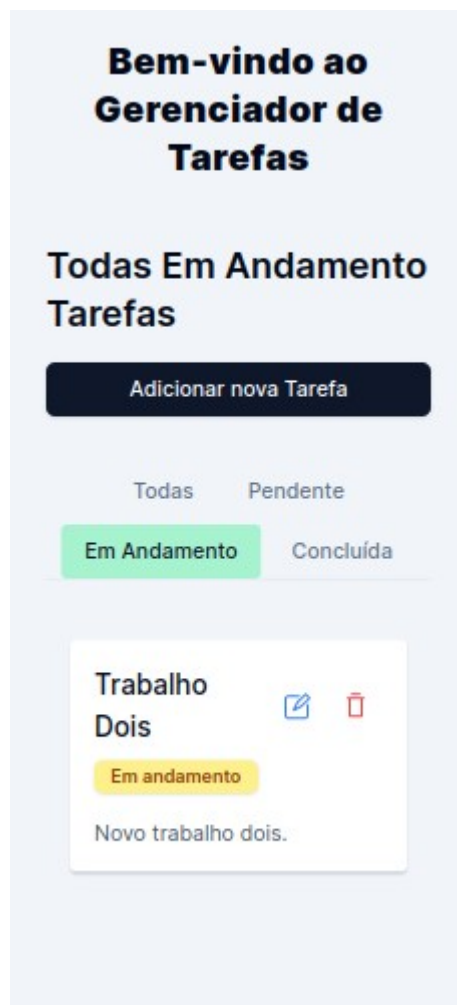 Bem-vindo ao
Gerenciador de
Tarefas
Todas Em Andamento
Tarefas
Adicionar nova Tarefa
Todas Pendente
Em Andamento Concluída
Trabalho
Dois
Em andamento
Novo trabalho dois.